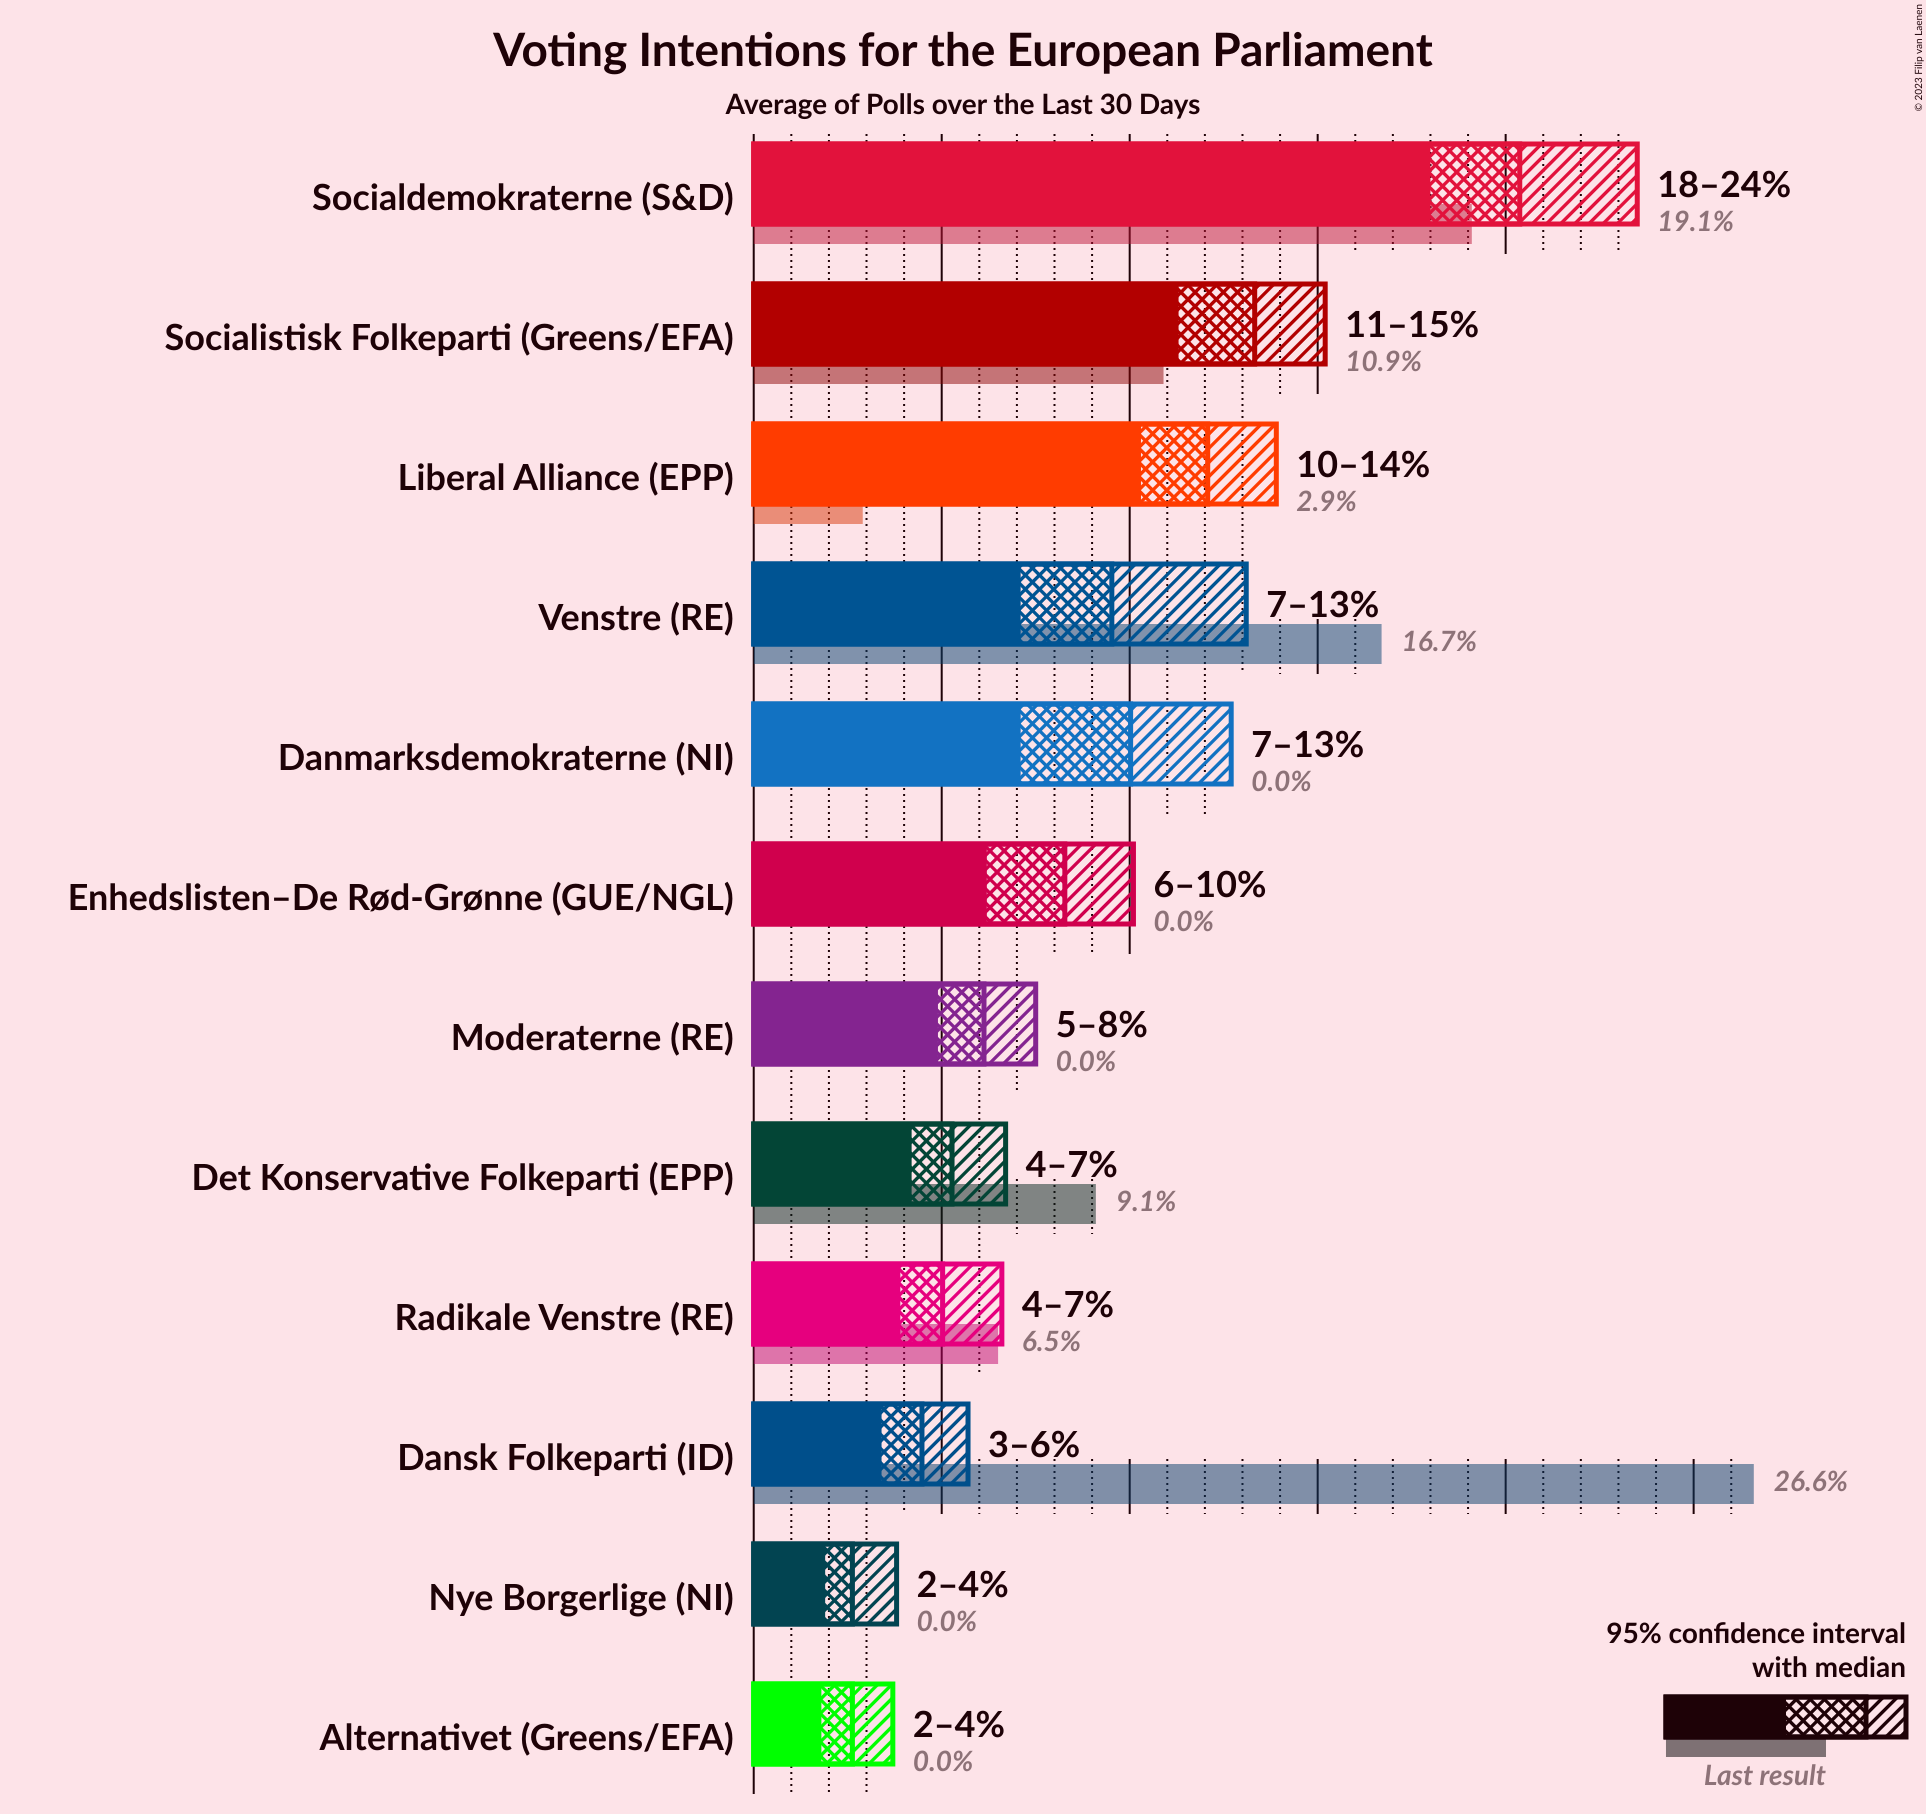 © 2023 Filip van Laenen
Voting Intentions for the European Parliament
Average of Polls over the Last 30 Days
Socialdemokraterne (S&D)
18–24%
19.1%
Socialistisk Folkeparti (Greens/EFA)
11–15%
10.9%
Liberal Alliance (EPP)
10–14%
2.9%
Venstre (RE)
7–13%
16.7%
Danmarksdemokraterne (NI)
7–13%
0.0%
Enhedslisten–De Rød-Grønne (GUE/NGL)
6–10%
0.0%
Moderaterne (RE)
5–8%
0.0%
Det Konservative Folkeparti (EPP)
4–7%
9.1%
Radikale Venstre (RE)
4–7%
6.5%
Dansk Folkeparti (ID)
3–6%
26.6%
Nye Borgerlige (NI)
2–4%
0.0%
Alternativet (Greens/EFA)
2–4%
0.0%
95% confidence interval
with median
Last result